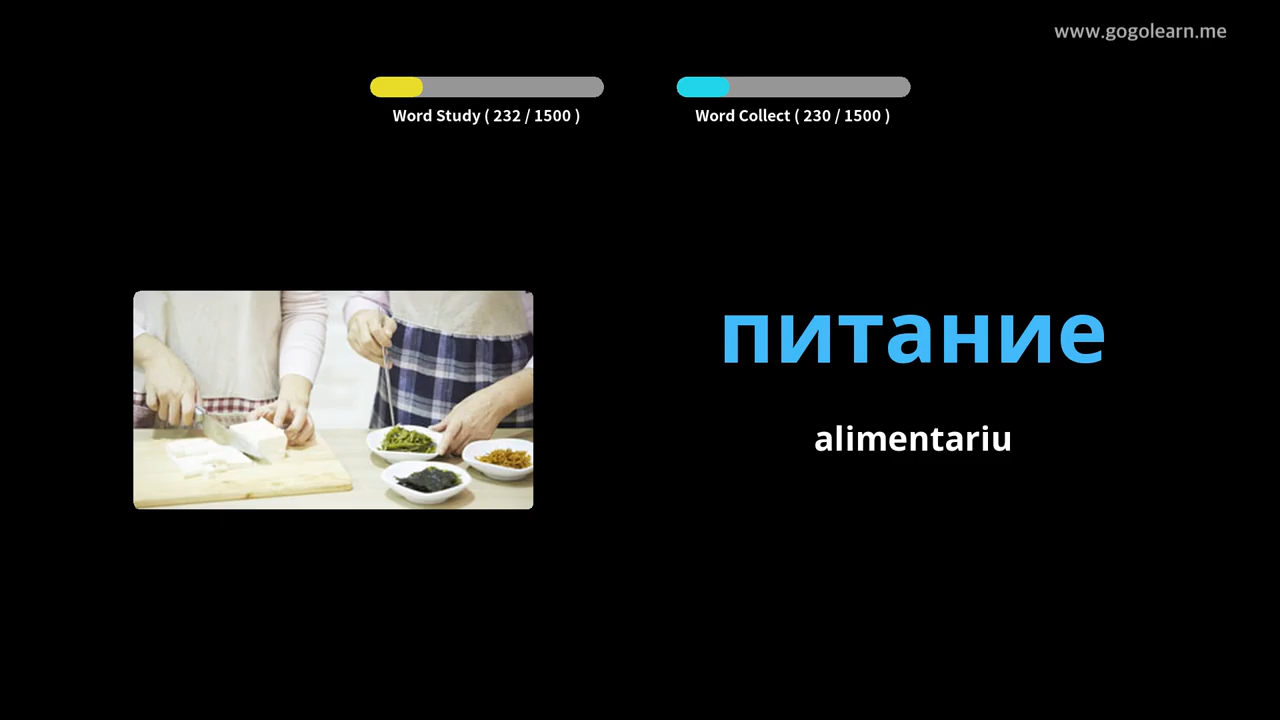 www.gogolearn.me
Word Study ( 232 / 1500 )
Word Collect ( 230 / 1500 )
питание
alimentariu